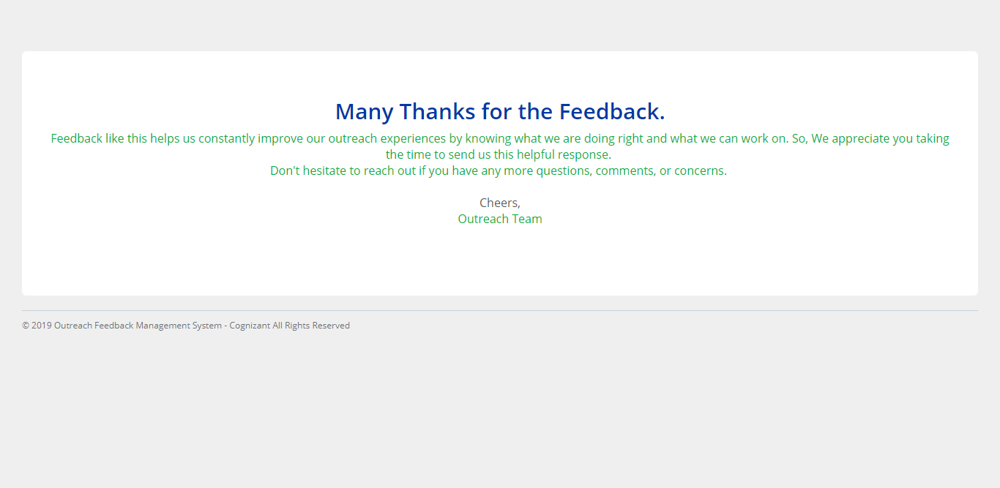 Many Thanks for the Feedback.
Feedback like this helps us constantly improve our outreach experiences by knowing what we are doing right and what we can work on. So, We appreciate you taking
the time to send us this helpful response.
Don't hesitate to reach out if you have any more questions, comments, or concerns.
Cheers,
Outreach Team
© 2019 Outreach Feedback Management System - Cognizant All Rights Reserved